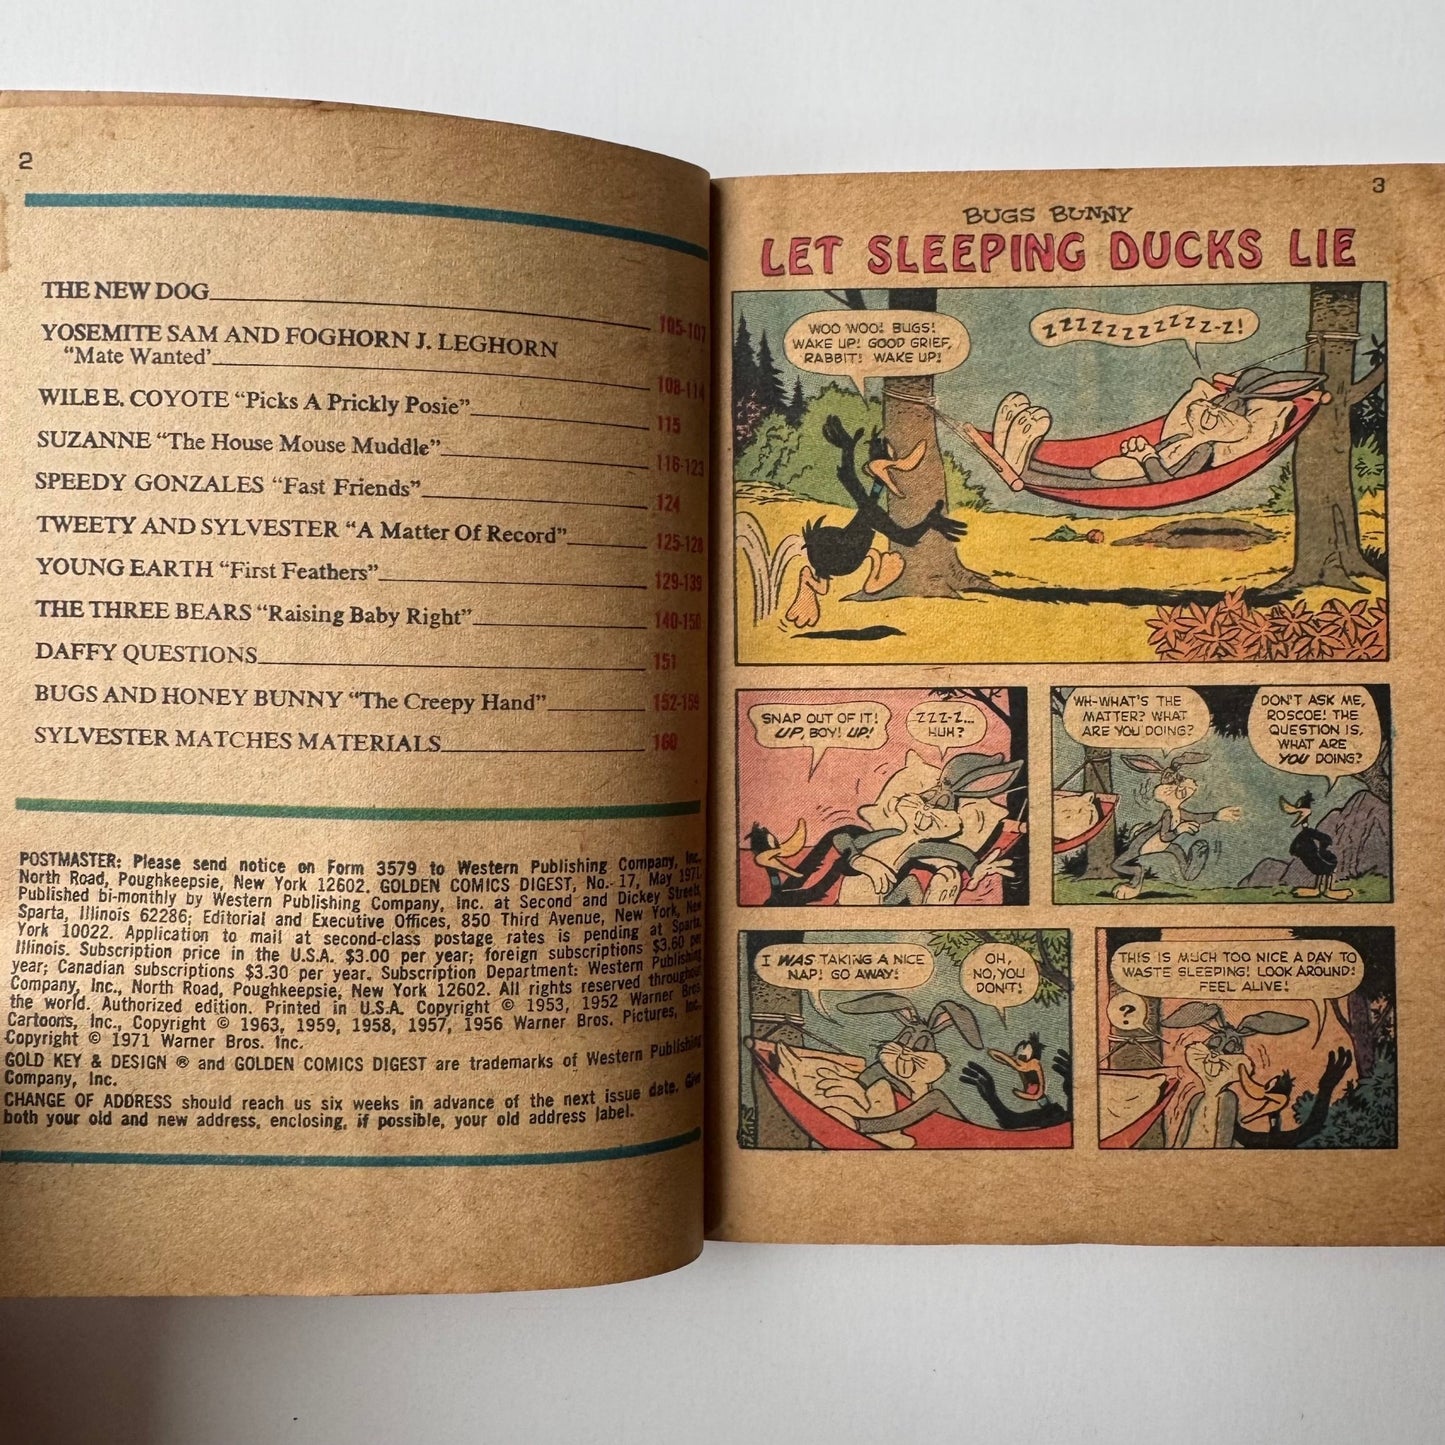 2
THE NEW DOG 105-107
YOSEMITE SAM AND FOGHORN J. LEGHORN
"Mate Wanted' 108-114
WILE E. COYOTE "Picks A Prickly Posie" 115
SUZANNE "The House Mouse Muddle" 116-123
SPEEDY GONZALES "Fast Friends" 124
TWEETY AND SYLVESTER "A Matter Of Record" 125-128
YOUNG EARTH "First Feathers" 129-139
THE THREE BEARS "Raising Baby Right" 140-150
DAFFY QUESTIONS 151
BUGS AND HONEY BUNNY "The Creepy Hand" 152-159
SYLVESTER MATCHES MATERIALS 160
POSTMASTER: Please send notice on Form 3579 to Western Publishing Company, Inc.,
North Road, Poughkeepsie, New York 12602. GOLDEN COMICS DIGEST, No. 17, May 1971.
Published bi-monthly by Western Publishing Company, Inc. at Second and Dickey Streets,
Sparta, Illinois 62286; Editorial and Executive Offices, 850 Third Avenue, New York, New
York 10022. Application to mail at second-class postage rates is pending at Sparta,
Illinois. Subscription price in the U.S.A. $3.00 per year; foreign subscriptions $3.60 per
year; Canadian subscriptions $3.30 per year. Subscription Department: Western Publishing
Company, Inc., North Road, Poughkeepsie, New York 12602. All rights reserved throughout
the world. Authorized edition. Printed in U.S.A. Copyright © 1953, 1952 Warner Bros.
Cartoons, Inc., Copyright © 1963, 1959, 1958, 1957, 1956 Warner Bros. Pictures, Inc.
Copyright © 1971 Warner Bros. Inc.
GOLD KEY & DESIGN ® and GOLDEN COMICS DIGEST are trademarks of Western Publishing
Company, Inc.
CHANGE OF ADDRESS should reach us six weeks in advance of the next issue date. Give
both your old and new address, enclosing, if possible, your old address label.
3
BUGS BUNNY
LET SLEEPING DUCKS LIE
WOO WOO! BUGS!
WAKE UP! GOOD GRIEF,
RABBIT! WAKE UP!
ZZZZZZZZZZZ-Z!
SNAP OUT OF IT!
UP, BOY! UP!
ZZZ-Z...
HUH?
WH-WHAT'S THE
MATTER? WHAT
ARE YOU DOING?
DON'T ASK ME,
ROSCOE! THE
QUESTION IS,
WHAT ARE
YOU DOING?
I WAS TAKING A NICE
NAP! GO AWAY!
OH,
NO, YOU
DON'T!
THIS IS MUCH TOO NICE A DAY TO
WASTE SLEEPING! LOOK AROUND!
FEEL ALIVE!
?